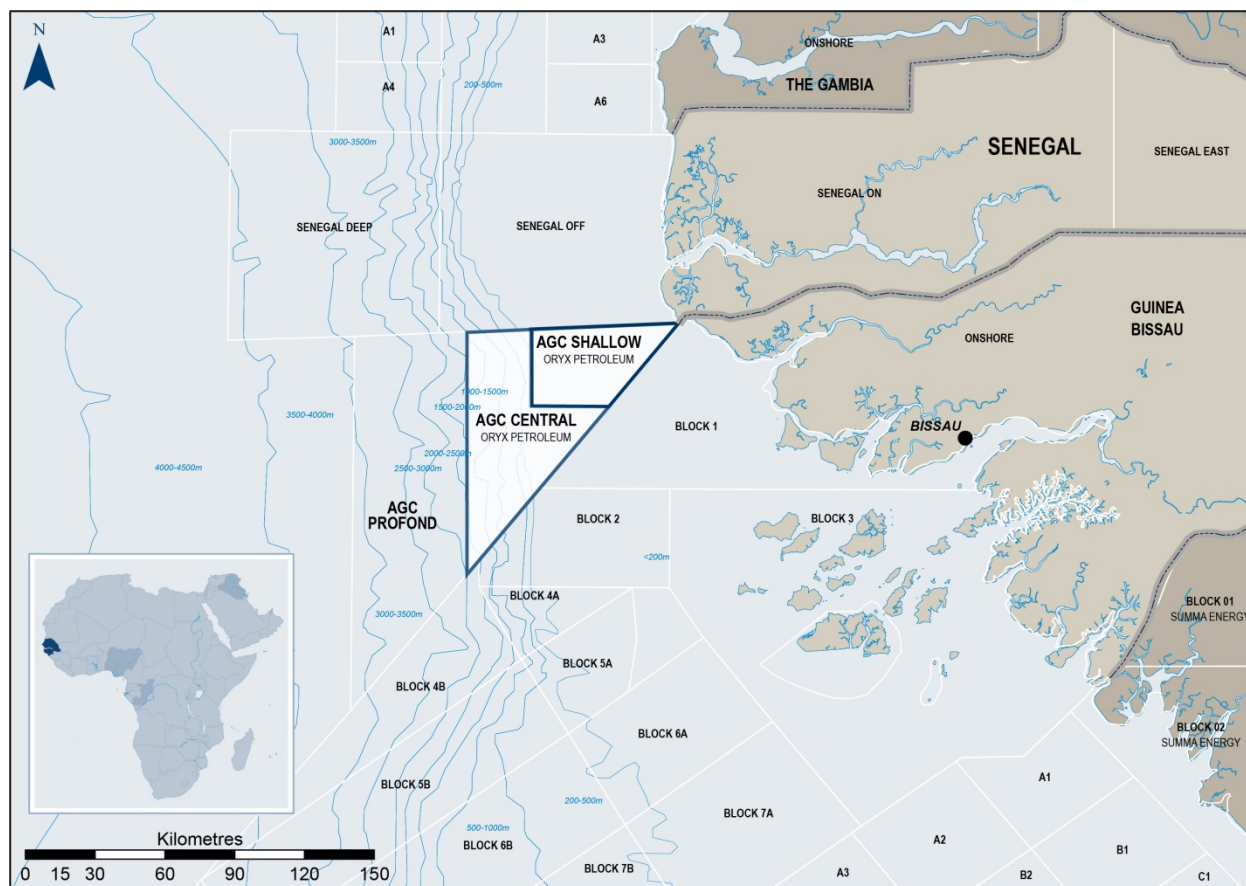 N
A1
A3
200-500m
ONSHORE
THE GAMBIA
A4
A6
3000-3500m
SENEGAL
SENEGAL EAST
SENEGAL ON
SENEGAL DEEP
SENEGAL OFF
GUINEA
BISSAU
ONSHORE
AGC SHALLOW
ORYX PETROLEUM
1000-1500m
1500-2000m
3500-4000m
AGC CENTRAL
ORYX PETROLEUM
BLOCK 1
BISSAU
2000-2500m
2500-3000m
4000-4500m
AGC
PROFOND
BLOCK 2
BLOCK 3
<200m
BLOCK 4A
3000-3500m
BLOCK 01
SUMMA ENERGY
BLOCK 5A
BLOCK 4B
BLOCK 6A
BLOCK 02
SUMMA ENERGY
BLOCK 5B
A1
200-500m
BLOCK 7A
500-1000m
BLOCK 6B
A2
B1
BLOCK 7B
A3
B2
C1
Kilometres
0 15 30 60 90 120 150